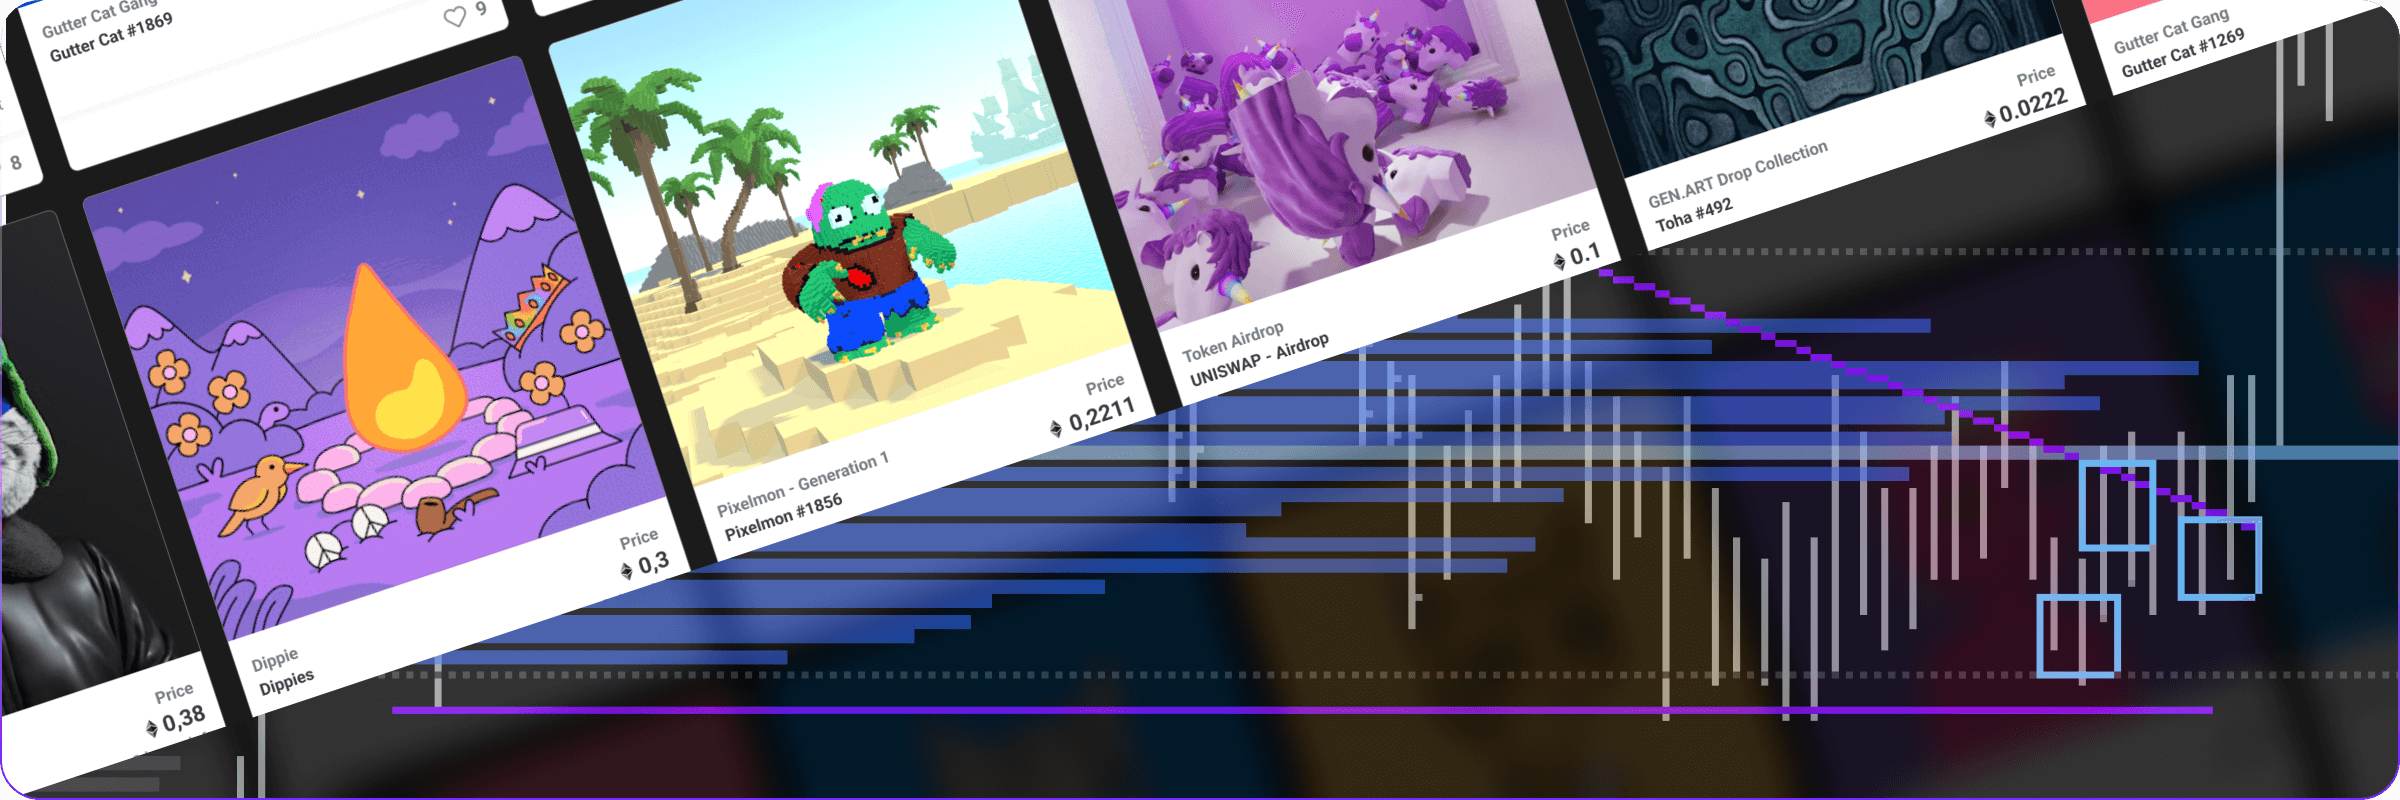 Gutter Cat Gang
Gutter Cat #1869
9
8
Price
0,38
Dippie
Dippies
Price
0,3
Pixelmon - Generation 1
Pixelmon #1856
Price
0,2211
Token Airdrop
UNISWAP - Airdrop
Price
0.1
GEN.ART Drop Collection
Toha #492
Price
0.0222
Gutter Cat Gang
Gutter Cat #1269